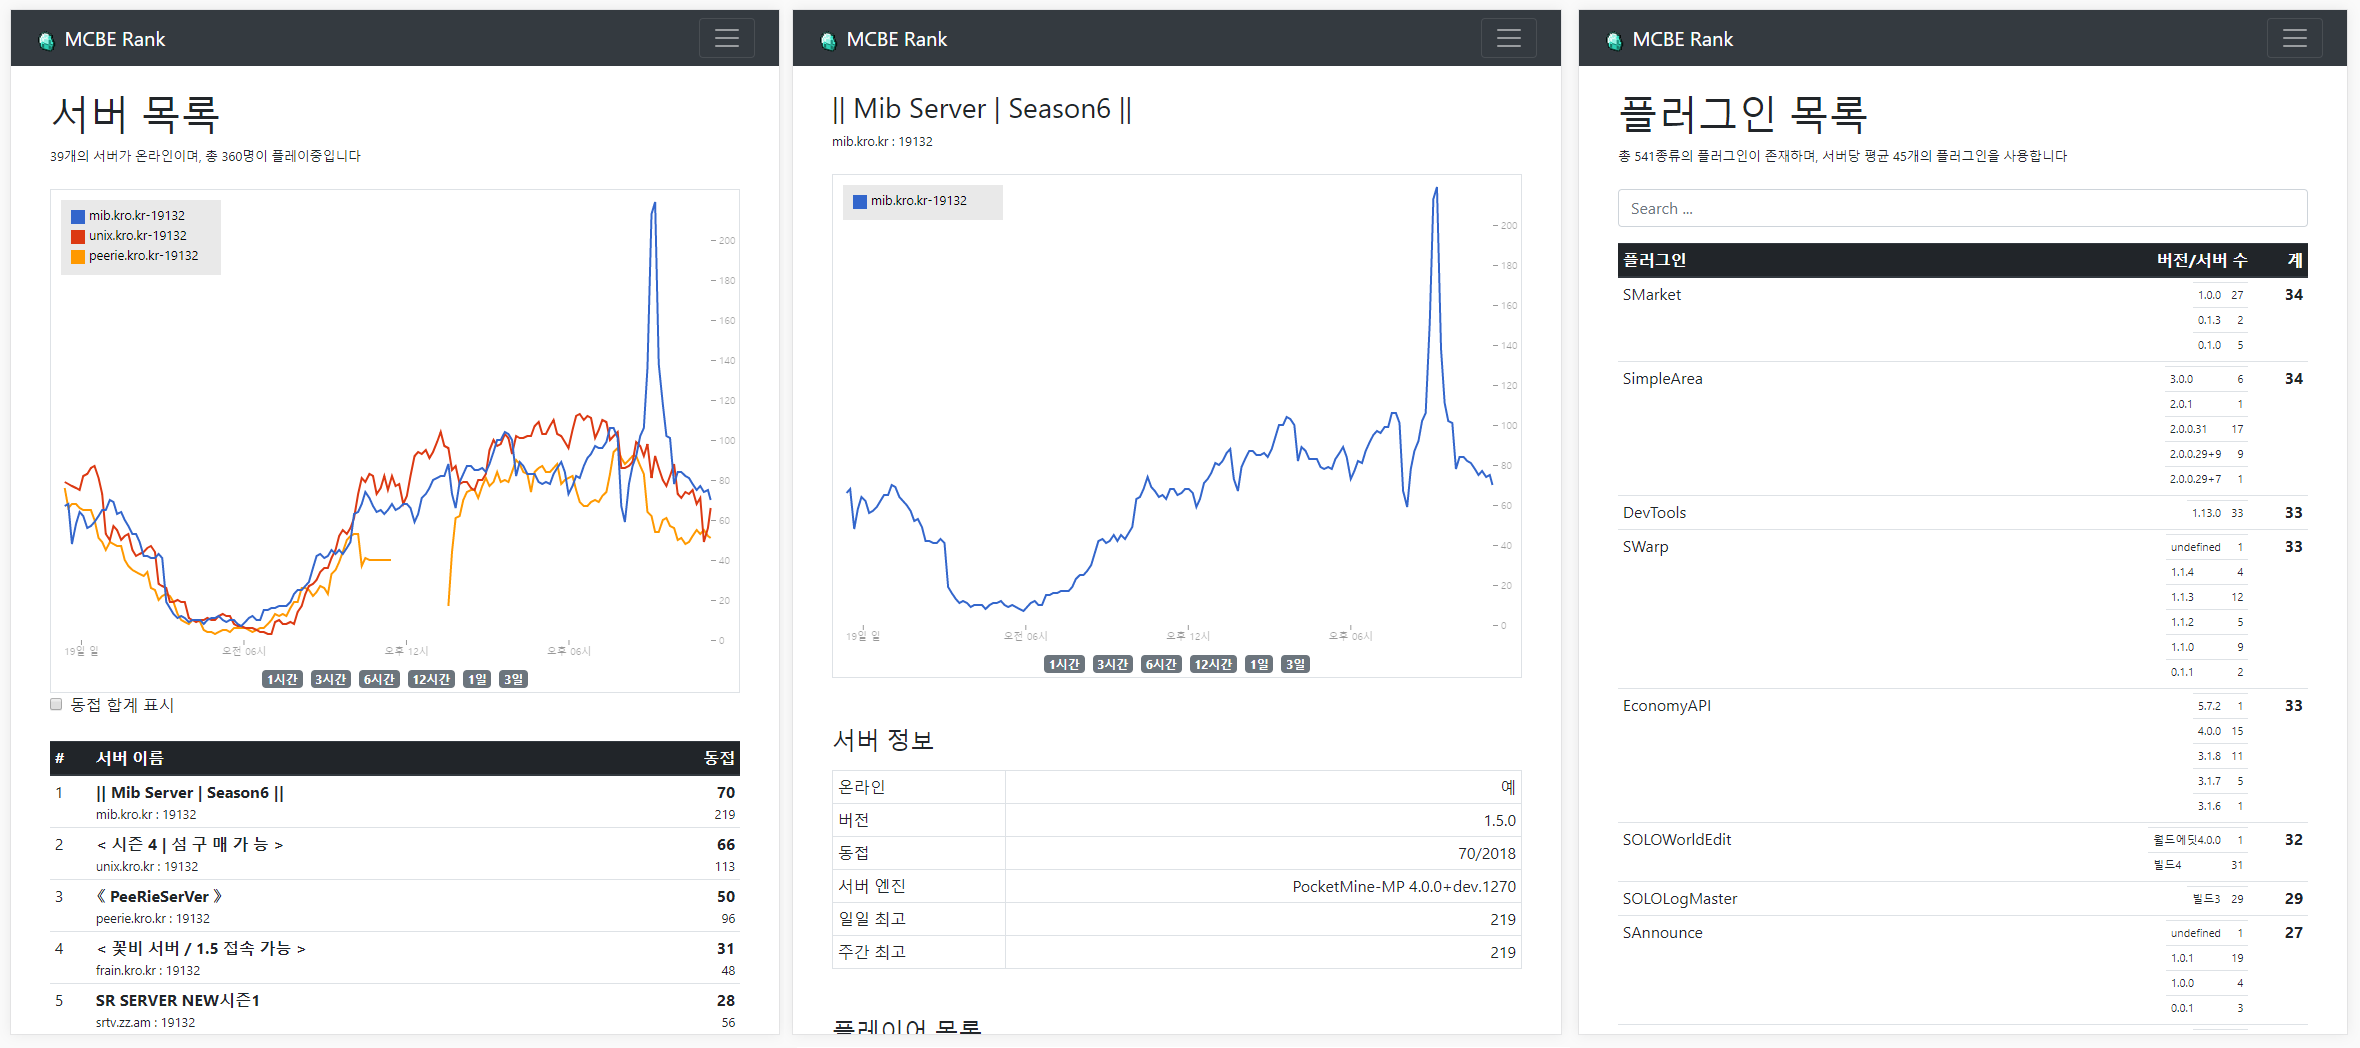 MCBE Rank
서버 목록
39개의 서버가 온라인이며, 총 360명이 플레이중입니다
mib.kro.kr-19132
unix.kro.kr-19132
peerie.kro.kr-19132
200
180
160
140
120
100
80
60
40
20
0
19일 일 오전 06시 오후 12시 오후 06시
1시간 3시간 6시간 12시간 1일 3일
동접 합계 표시
# 서버 이름 동접
1 || Mib Server | Season6 || 70
mib.kro.kr : 19132 219
2 < 시즌 4 | 섬 구 매 가 능 > 66
unix.kro.kr : 19132 113
3 《 PeeRieSerVer 》 50
peerie.kro.kr : 19132 96
4 < 꽃비 서버 / 1.5 접속 가능 > 31
frain.kro.kr : 19132 48
5 SR SERVER NEW시즌1 28
srtv.zz.am : 19132 56
MCBE Rank
|| Mib Server | Season6 ||
mib.kro.kr : 19132
mib.kro.kr-19132
200
180
160
140
120
100
80
60
40
20
0
19일 일 오전 06시 오후 12시 오후 06시
1시간 3시간 6시간 12시간 1일 3일
서버 정보
온라인 예
버전 1.5.0
동접 70/2018
서버 엔진 PocketMine-MP 4.0.0+dev.1270
일일 최고 219
주간 최고 219
플레이어 목록
MCBE Rank
플러그인 목록
총 541종류의 플러그인이 존재하며, 서버당 평균 45개의 플러그인을 사용합니다
Search ...
플러그인 버전/서버 수 계
SMarket 1.0.0 27 34
0.1.3 2
0.1.0 5
SimpleArea 3.0.0 6 34
2.0.1 1
2.0.0.31 17
2.0.0.29+9 9
2.0.0.29+7 1
DevTools 1.13.0 33 33
SWarp undefined 1 33
1.1.4 4
1.1.3 12
1.1.2 5
1.1.0 9
0.1.1 2
EconomyAPI 5.7.2 1 33
4.0.0 15
3.1.8 11
3.1.7 5
3.1.6 1
SOLOWorldEdit 월드에딧4.0.0 1 32
빌드4 31
SOLOLogMaster 빌드3 29 29
SAnnounce undefined 1 27
1.0.1 19
1.0.0 4
0.0.1 3